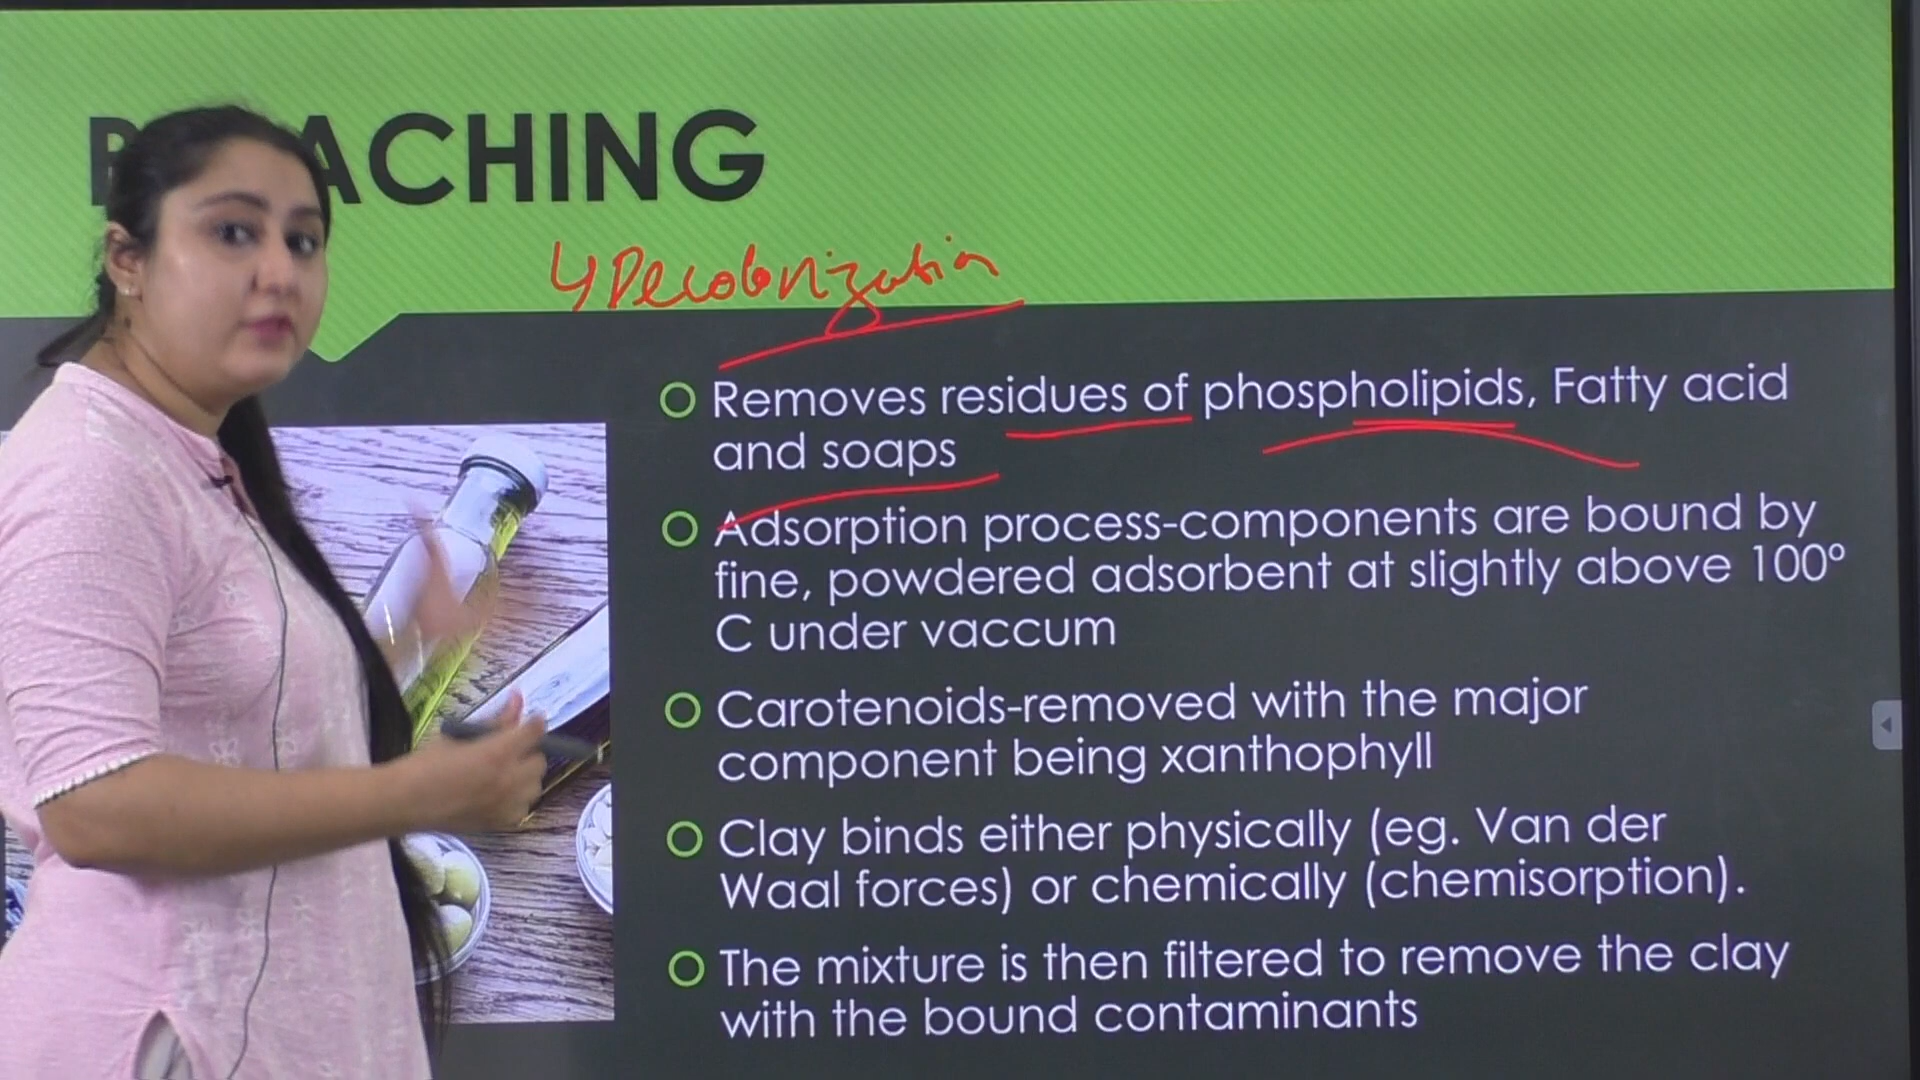 BLEACHING
↳ Decolorization
Removes residues of phospholipids, Fatty acid
and soaps
Adsorption process-components are bound by
fine, powdered adsorbent at slightly above 100°
C under vaccum
Carotenoids-removed with the major
component being xanthophyll
Clay binds either physically (eg. Van der
Waal forces) or chemically (chemisorption).
The mixture is then filtered to remove the clay
with the bound contaminants